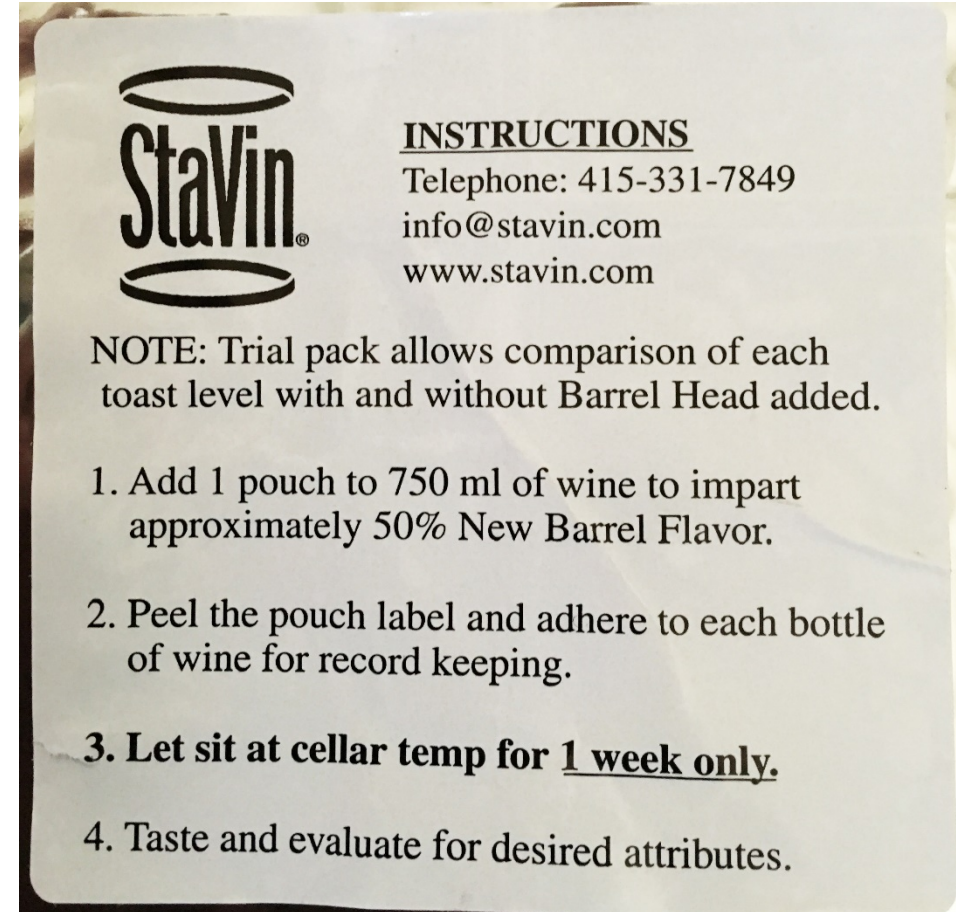 StaVin®
INSTRUCTIONS
Telephone: 415-331-7849
info@stavin.com
www.stavin.com
NOTE: Trial pack allows comparison of each
toast level with and without Barrel Head added.
1. Add 1 pouch to 750 ml of wine to impart
approximately 50% New Barrel Flavor.
2. Peel the pouch label and adhere to each bottle
of wine for record keeping.
3. Let sit at cellar temp for 1 week only.
4. Taste and evaluate for desired attributes.